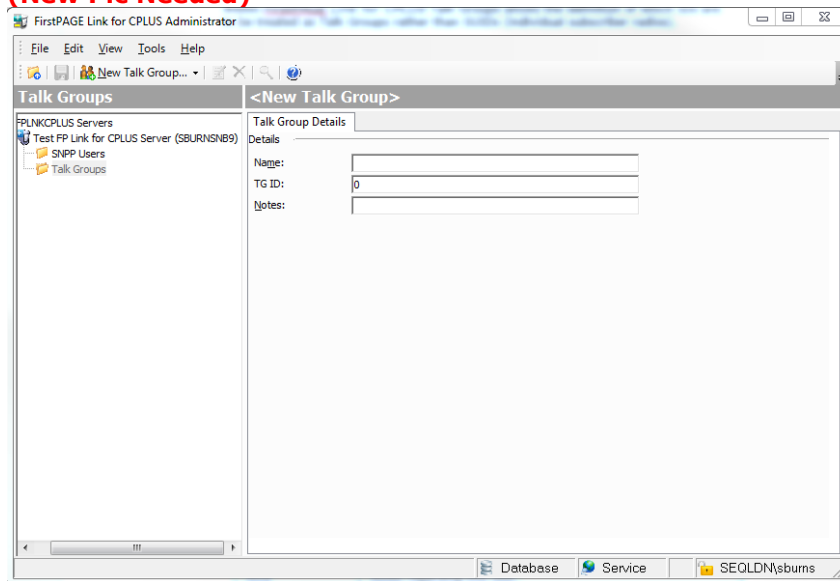 (New Pic Needed)
FirstPAGE Link for CPLUS Administrator
File Edit View Tools Help
New Talk Group...
Talk Groups
<New Talk Group>
FPLNKCPLUS Servers
Test FP Link for CPLUS Server (SBURNSNB9)
SNPP Users
Talk Groups
Talk Group Details
Details
Name:
TG ID: 0
Notes:
Database Service SEQLDN\sburns